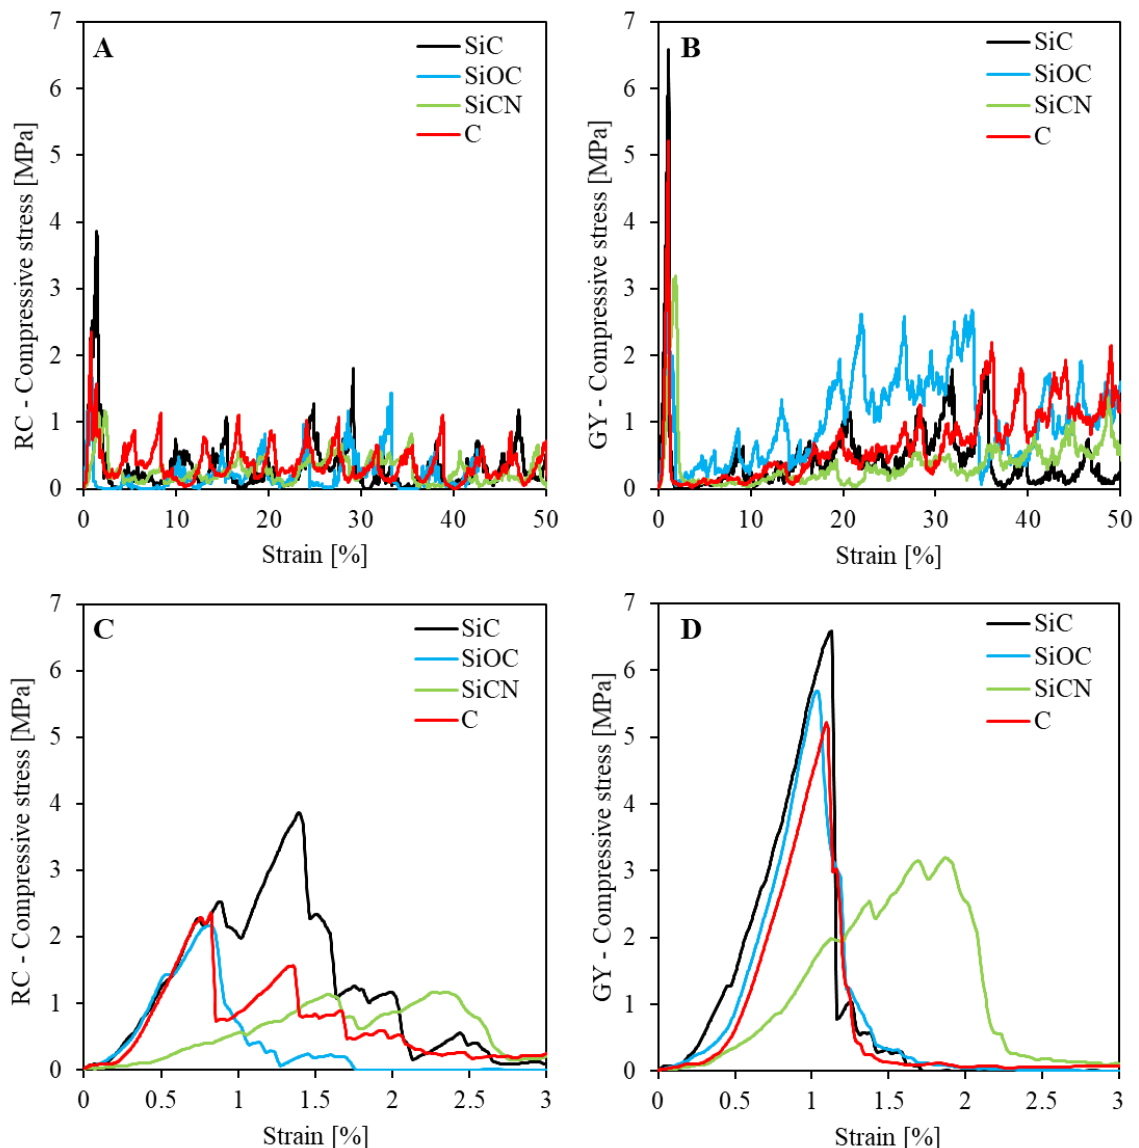 A
SiC
SiOC
SiCN
C
RC - Compressive stress [MPa]
7
6
5
4
3
2
1
0
0 10 20 30 40 50
Strain [%]
B
SiC
SiOC
SiCN
C
GY - Compressive stress [MPa]
7
6
5
4
3
2
1
0
0 10 20 30 40 50
Strain [%]
C
SiC
SiOC
SiCN
C
RC - Compressive stress [MPa]
7
6
5
4
3
2
1
0
0 0.5 1 1.5 2 2.5 3
Strain [%]
D
SiC
SiOC
SiCN
C
GY - Compressive stress [MPa]
7
6
5
4
3
2
1
0
0 0.5 1 1.5 2 2.5 3
Strain [%]